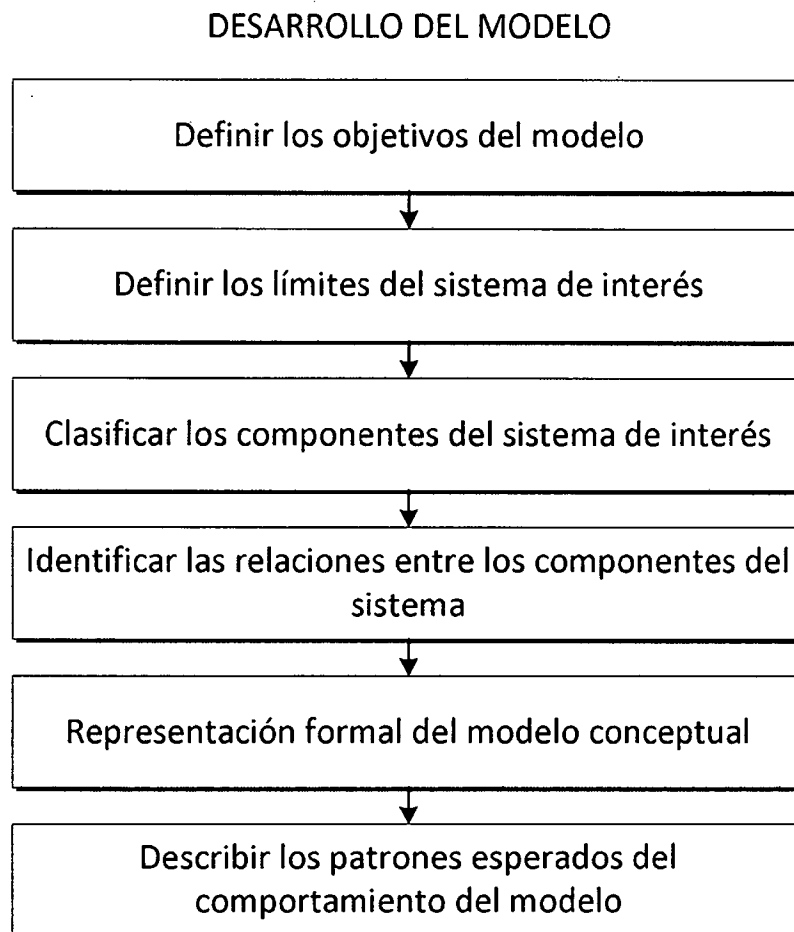 DESARROLLO DEL MODELO
Definir los objetivos del modelo
Definir los límites del sistema de interés
Clasificar los componentes del sistema de interés
Identificar las relaciones entre los componentes del
sistema
Representación formal del modelo conceptual
Describir los patrones esperados del
comportamiento del modelo